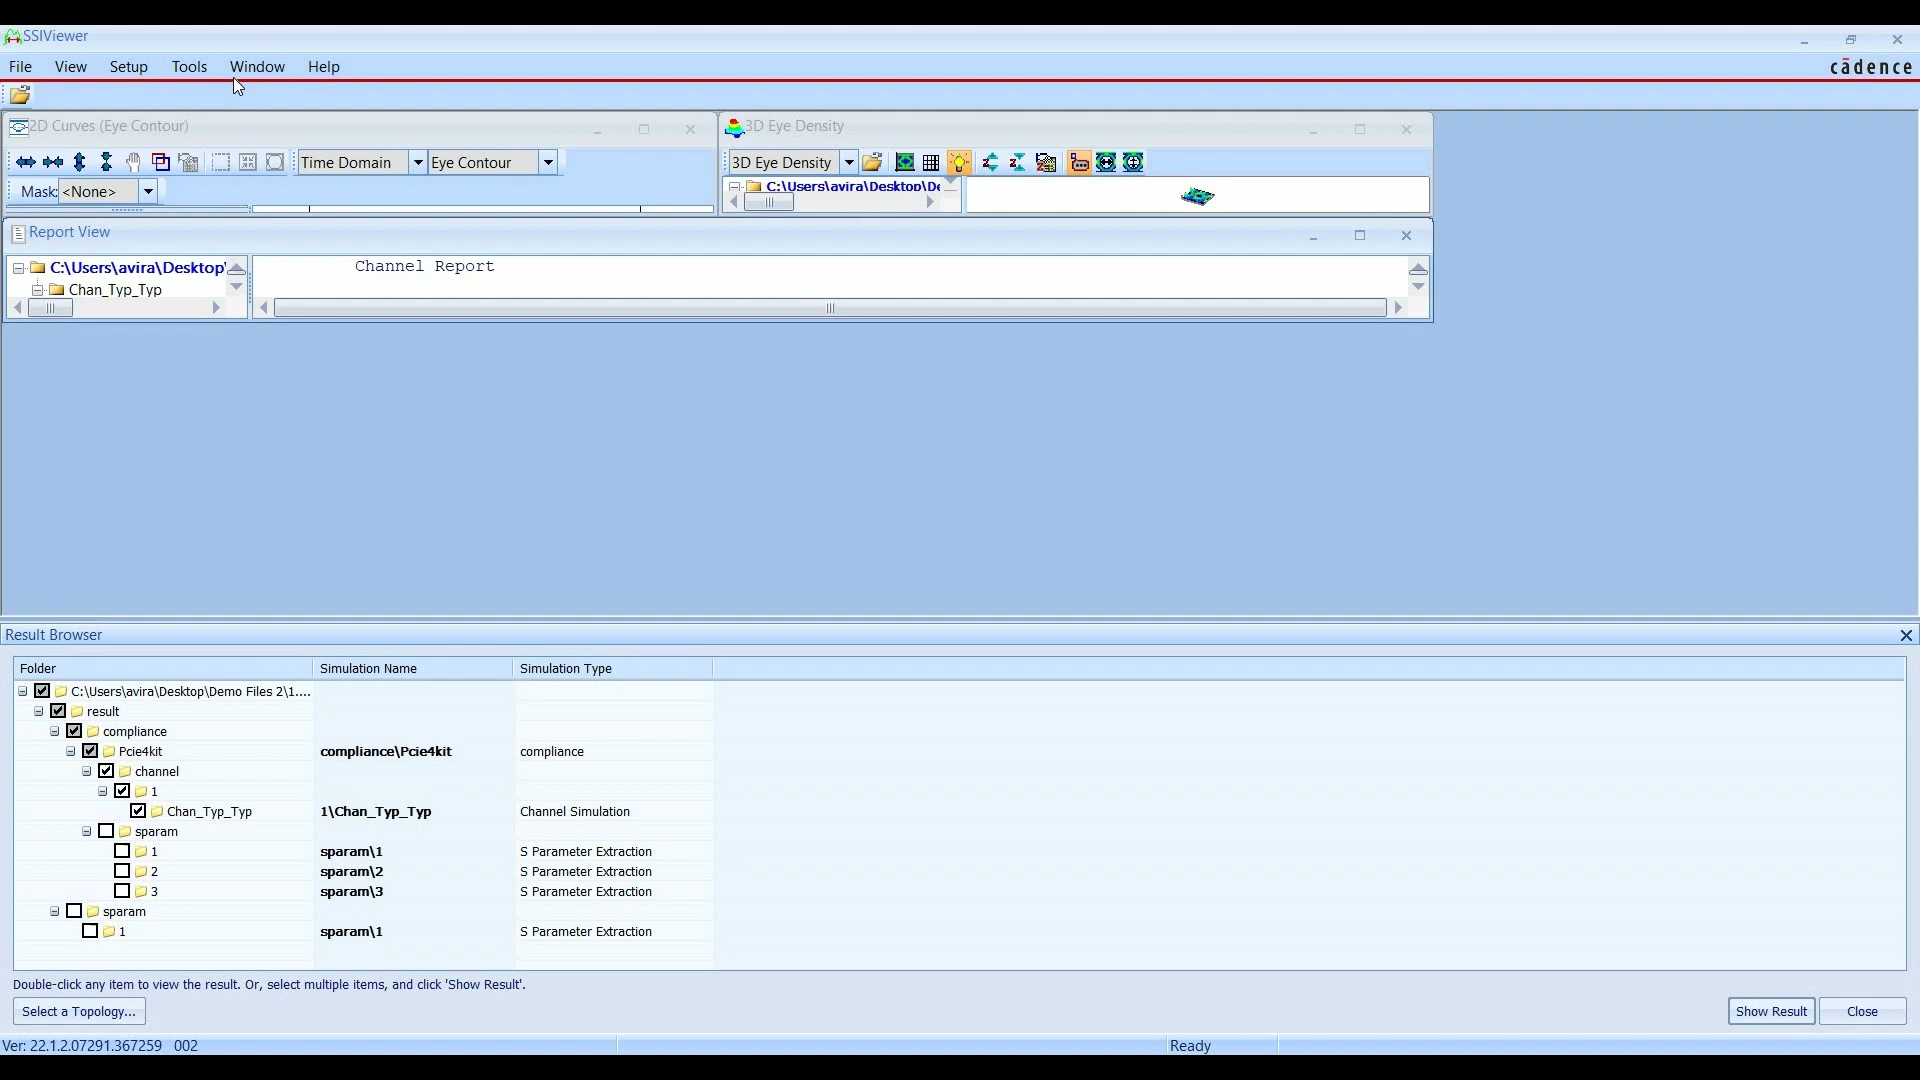 SSIViewer
File View Setup Tools Window Help
cādence
2D Curves (Eye Contour)
3D Eye Density
Time Domain Eye Contour
3D Eye Density
Mask: <None>
C:\Users\avira\Desktop\De
Report View
C:\Users\avira\Desktop\
Chan_Typ_Typ
Channel Report
Result Browser
Folder Simulation Name Simulation Type
C:\Users\avira\Desktop\Demo Files 2\1....
result
compliance
Pcie4kit compliance\Pcie4kit compliance
channel
1
Chan_Typ_Typ 1\Chan_Typ_Typ Channel Simulation
sparam
1 sparam\1 S Parameter Extraction
2 sparam\2 S Parameter Extraction
3 sparam\3 S Parameter Extraction
sparam
1 sparam\1 S Parameter Extraction
Double-click any item to view the result. Or, select multiple items, and click 'Show Result'.
Select a Topology... Show Result Close
Ver: 22.1.2.07291.367259 002 Ready